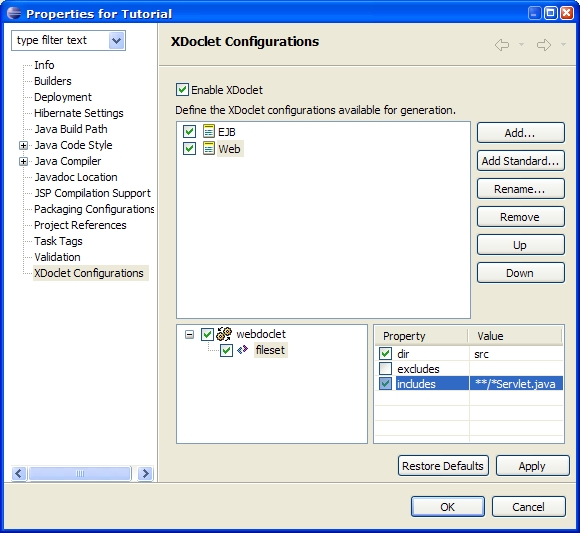 Properties for Tutorial
type filter text
Info
Builders
Deployment
Hibernate Settings
Java Build Path
Java Code Style
Java Compiler
Javadoc Location
JSP Compilation Support
Packaging Configurations
Project References
Task Tags
Validation
XDoclet Configurations
XDoclet Configurations
Enable XDoclet
Define the XDoclet configurations available for generation.
EJB
Web
Add...
Add Standard...
Rename...
Remove
Up
Down
webdoclet
fileset
Property Value
dir src
excludes
includes **/*Servlet.java
Restore Defaults Apply
OK Cancel